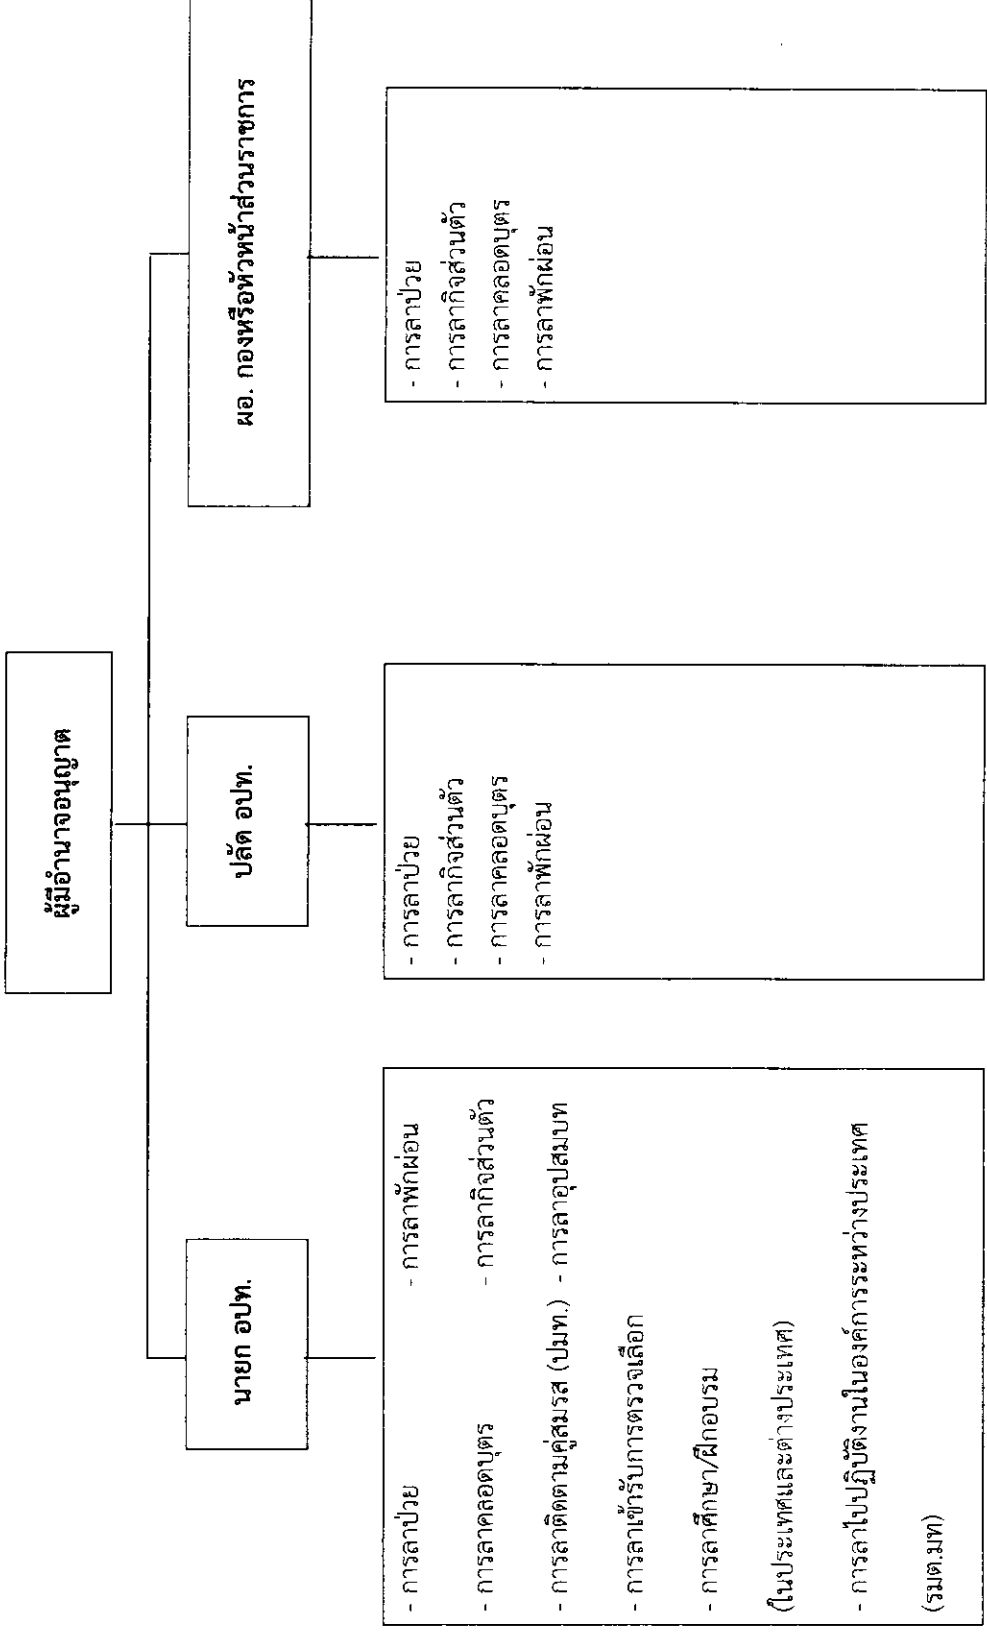 ผู้มีอำนาจอนุญาต
นายก อปท.
- การลาป่วย - การลาพักผ่อน
- การลาคลอดบุตร - การลากิจส่วนตัว
- การลาติดตามคู่สมรส (ปมท.) - การลาอุปสมบท
- การลาเข้ารับการตรวจเลือก
- การลาศึกษา/ฝึกอบรม
(ในประเทศและต่างประเทศ)
- การลาไปปฏิบัติงานในองค์การระหว่างประเทศ
(รมต.มท)
ปลัด อปท.
- การลาป่วย
- การลากิจส่วนตัว
- การลาคลอดบุตร
- การลาพักผ่อน
ผอ. กองหรือหัวหน้าส่วนราชการ
- การลาป่วย
- การลากิจส่วนตัว
- การลาคลอดบุตร
- การลาพักผ่อน